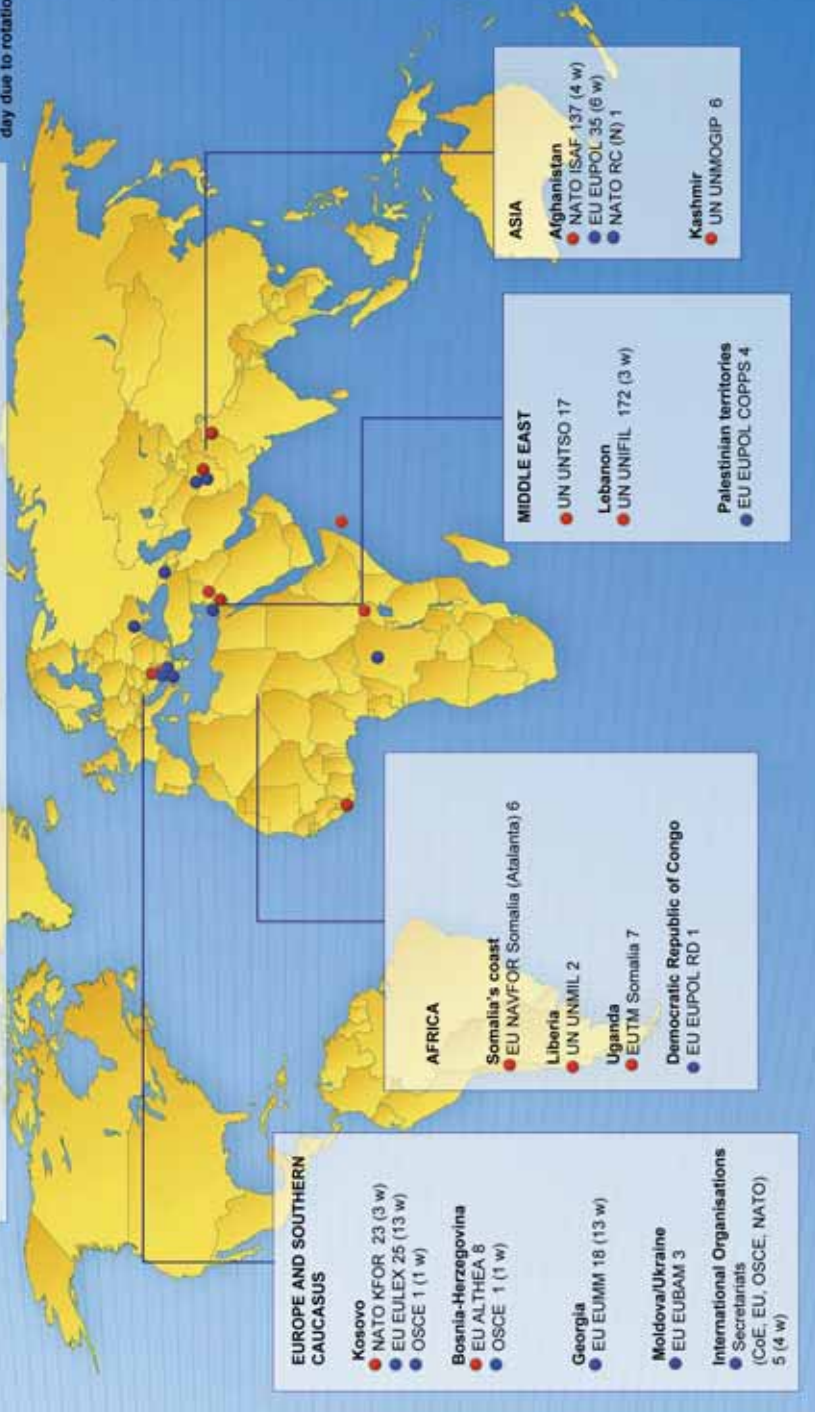 day due to rotatio
EUROPE AND SOUTHERN
CAUCASUS
Kosovo
NATO KFOR 23 (3 w)
EU EULEX 25 (13 w)
OSCE 1 (1 w)
Bosnia-Herzegovina
EU ALTHEA 8
OSCE 1 (1 w)
Georgia
EU EUMM 18 (13 w)
Moldova/Ukraine
EU EUBAM 3
International Organisations
Secretariats
(CoE, EU, OSCE, NATO)
5 (4 w)
AFRICA
Somalia's coast
EU NAVFOR Somalia (Atalanta) 6
Liberia
UN UNMIL 2
Uganda
EUTM Somalia 7
Democratic Republic of Congo
EU EUPOL RD 1
MIDDLE EAST
UN UNTSO 17
Lebanon
UN UNIFIL 172 (3 w)
Palestinian territories
EU EUPOL COPPS 4
ASIA
Afghanistan
NATO ISAF 137 (4 w)
EU EUPOL 35 (6 w)
NATO RC (N) 1
Kashmir
UN UNMOGIP 6